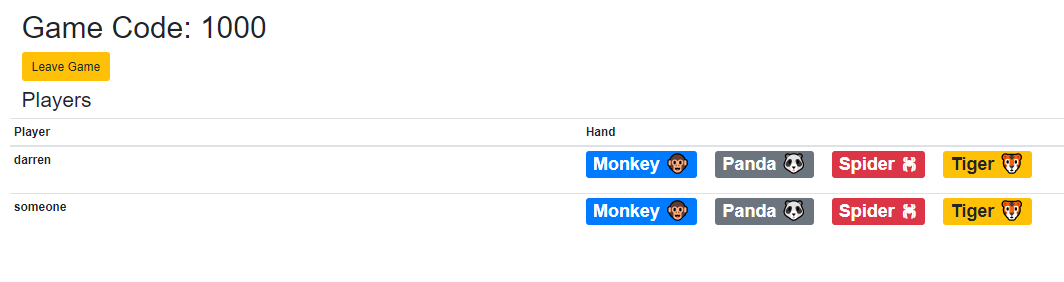 Game Code: 1000
Leave Game
Players
Player Hand
darren Monkey 🐵 Panda 🐼 Spider 🕷 Tiger 🐯
someone Monkey 🐵 Panda 🐼 Spider 🕷 Tiger 🐯